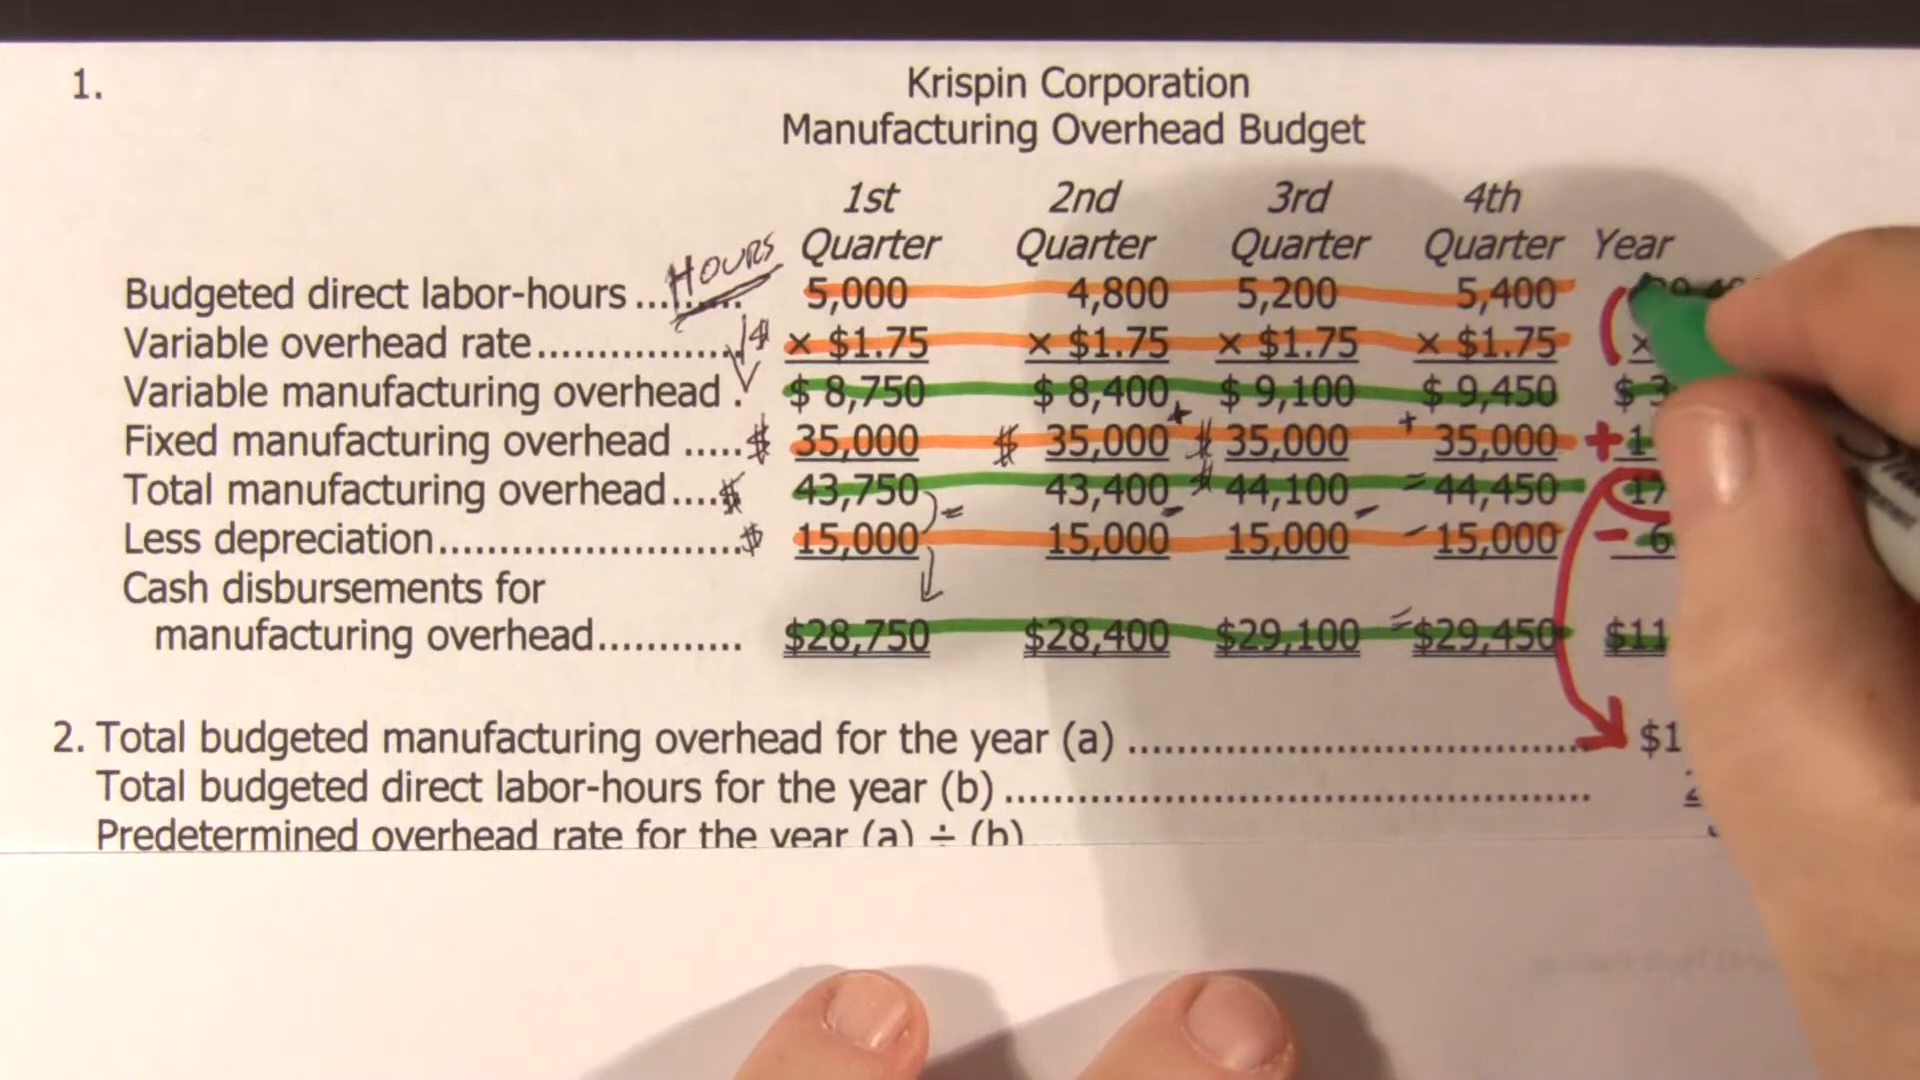 1.
Krispin Corporation
Manufacturing Overhead Budget
1st 2nd 3rd 4th
HOURS Quarter Quarter Quarter Quarter Year
Budgeted direct labor-hours ......... 5,000 4,800 5,200 5,400
Variable overhead rate.................. $ × $1.75 × $1.75 × $1.75 × $1.75 ×
Variable manufacturing overhead . $ 8,750 $ 8,400 $ 9,100 $ 9,450 $ 3
Fixed manufacturing overhead ..... $ 35,000 $ 35,000 + $ 35,000 + 35,000 + 1
Total manufacturing overhead.... $ 43,750 43,400 $ 44,100 = 44,450 17
Less depreciation......................... $ 15,000 - 15,000 - 15,000 - 15,000 - 6
Cash disbursements for
manufacturing overhead............ $28,750 $28,400 $29,100 = $29,450 $11
2. Total budgeted manufacturing overhead for the year (a) ............................................. $1
Total budgeted direct labor-hours for the year (b) .........................................................
Predetermined overhead rate for the year (a) ÷ (b)